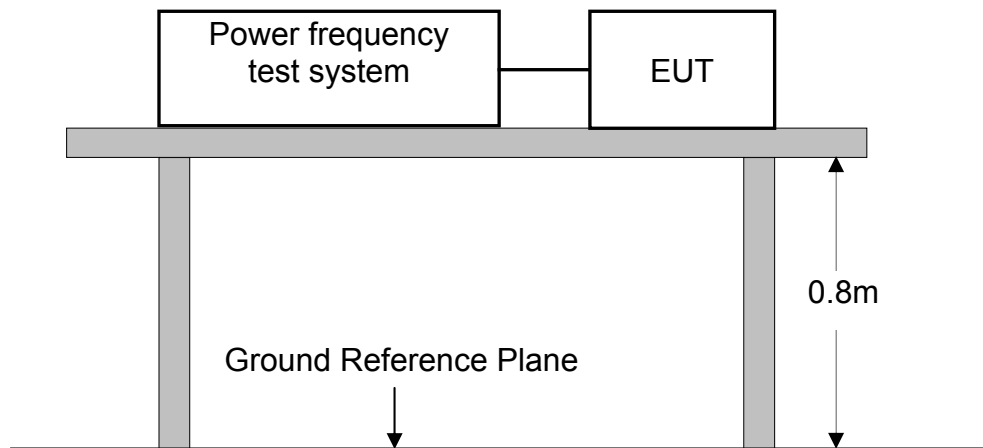 Power frequency
test system
EUT
0.8m
Ground Reference Plane